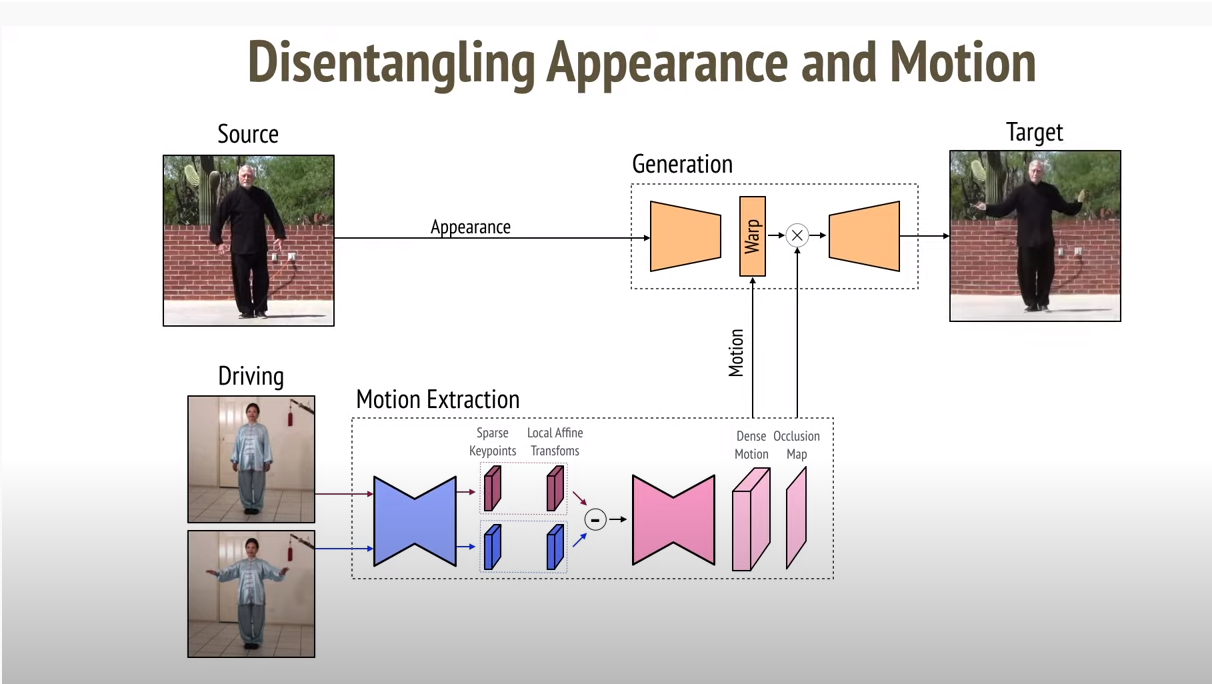 Disentangling Appearance and Motion
Source
Target
Generation
Appearance
Warp
Motion
Driving
Motion Extraction
Sparse
Keypoints
Local Affine
Transfoms
Dense
Motion
Occlusion
Map